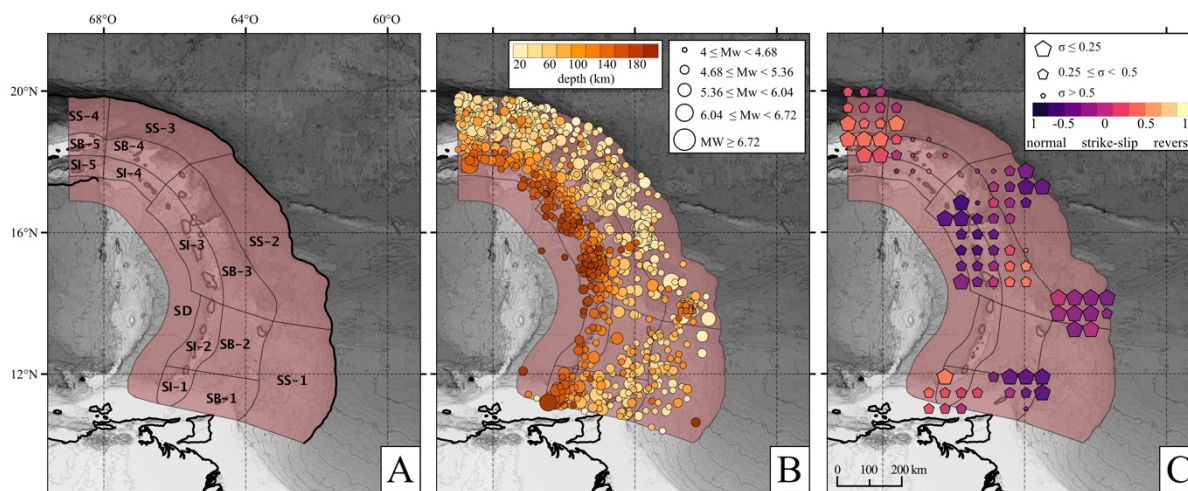 68°O 64°O 60°O
20°N
16°N
12°N
SS-4
SS-3
SB-5
SB-4
SI-5
SI-4
SI-3
SS-2
SB-3
SD
SI-2
SB-2
SS-1
SI-1
SB-1
A
20 60 100 140 180
depth (km)
4 ≤ Mw < 4.68
4.68 ≤ Mw < 5.36
5.36 ≤ Mw < 6.04
6.04 ≤ Mw < 6.72
MW ≥ 6.72
B
σ ≤ 0.25
0.25 ≤ σ < 0.5
σ > 0.5
1 -0.5 0 0.5 1
normal strike-slip revers
0 100 200 km
C